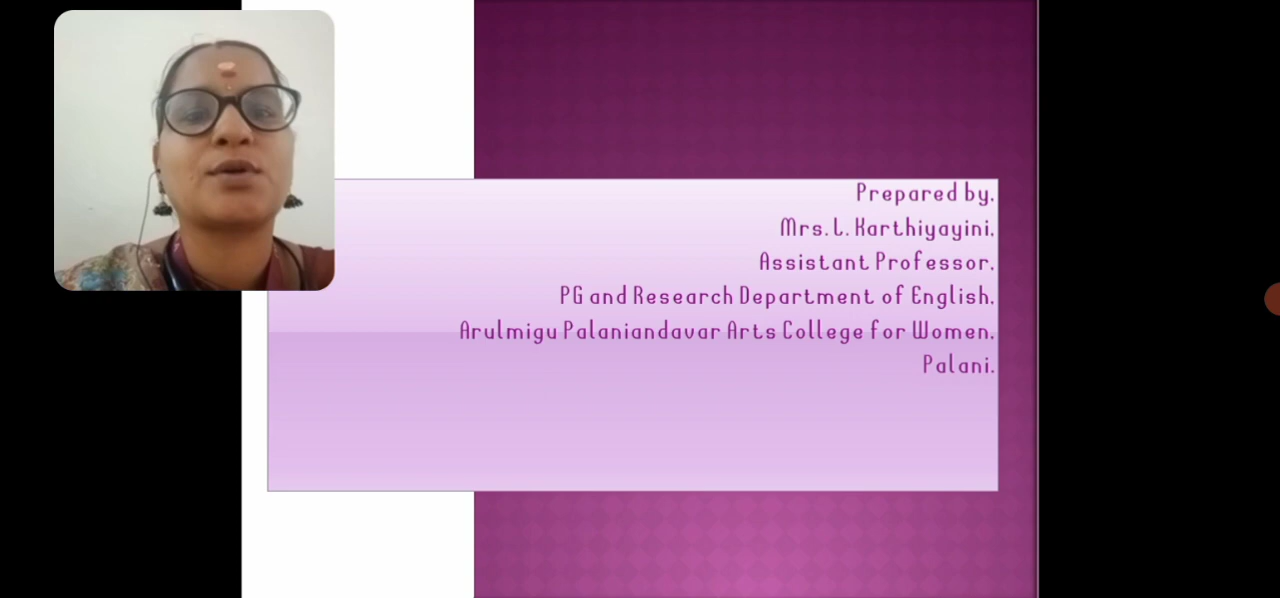 Prepared by,
Mrs. L. Karthiyayini,
Assistant Professor,
PG and Research Department of English,
Arulmigu Palaniandavar Arts College for Women,
Palani.